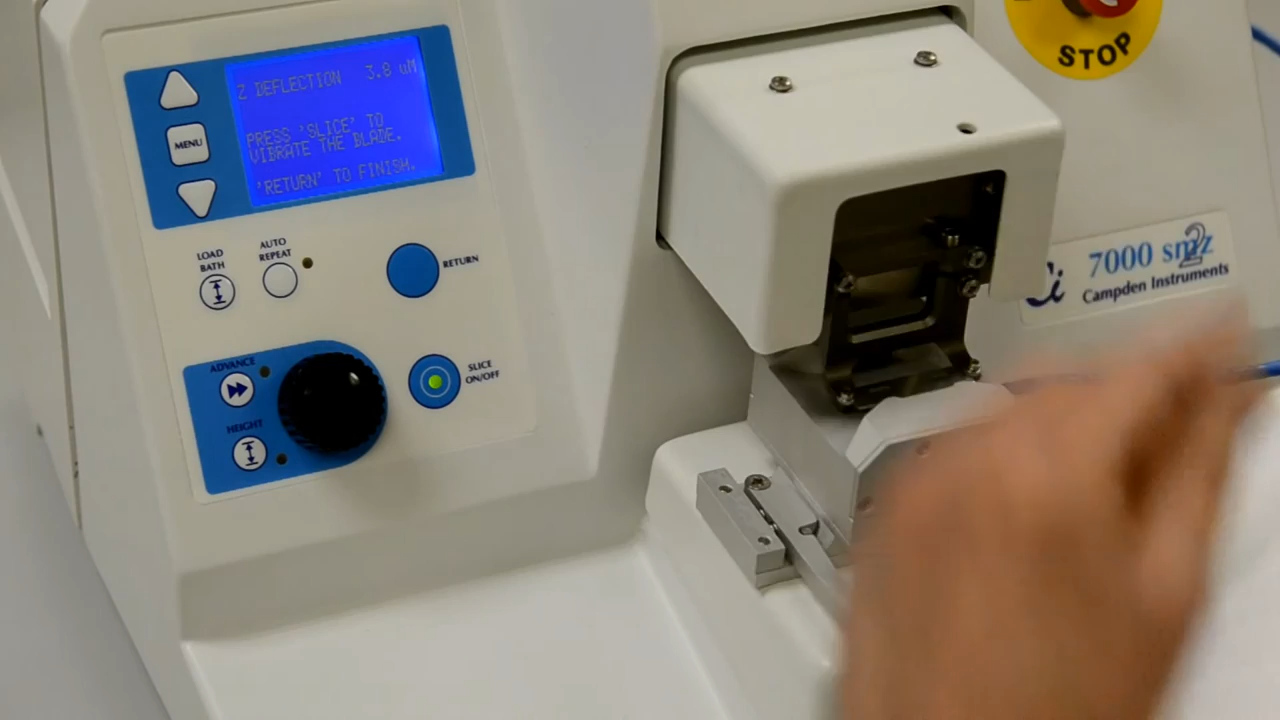 Z DEFLECTION 3.8 uM
PRESS 'SLICE' TO
VIBRATE THE BLADE.
'RETURN' TO FINISH.
MENU
LOAD
BATH
AUTO
REPEAT
RETURN
ADVANCE
SLICE
ON/OFF
HEIGHT
STOP
7000 smz
2
Campden Instruments